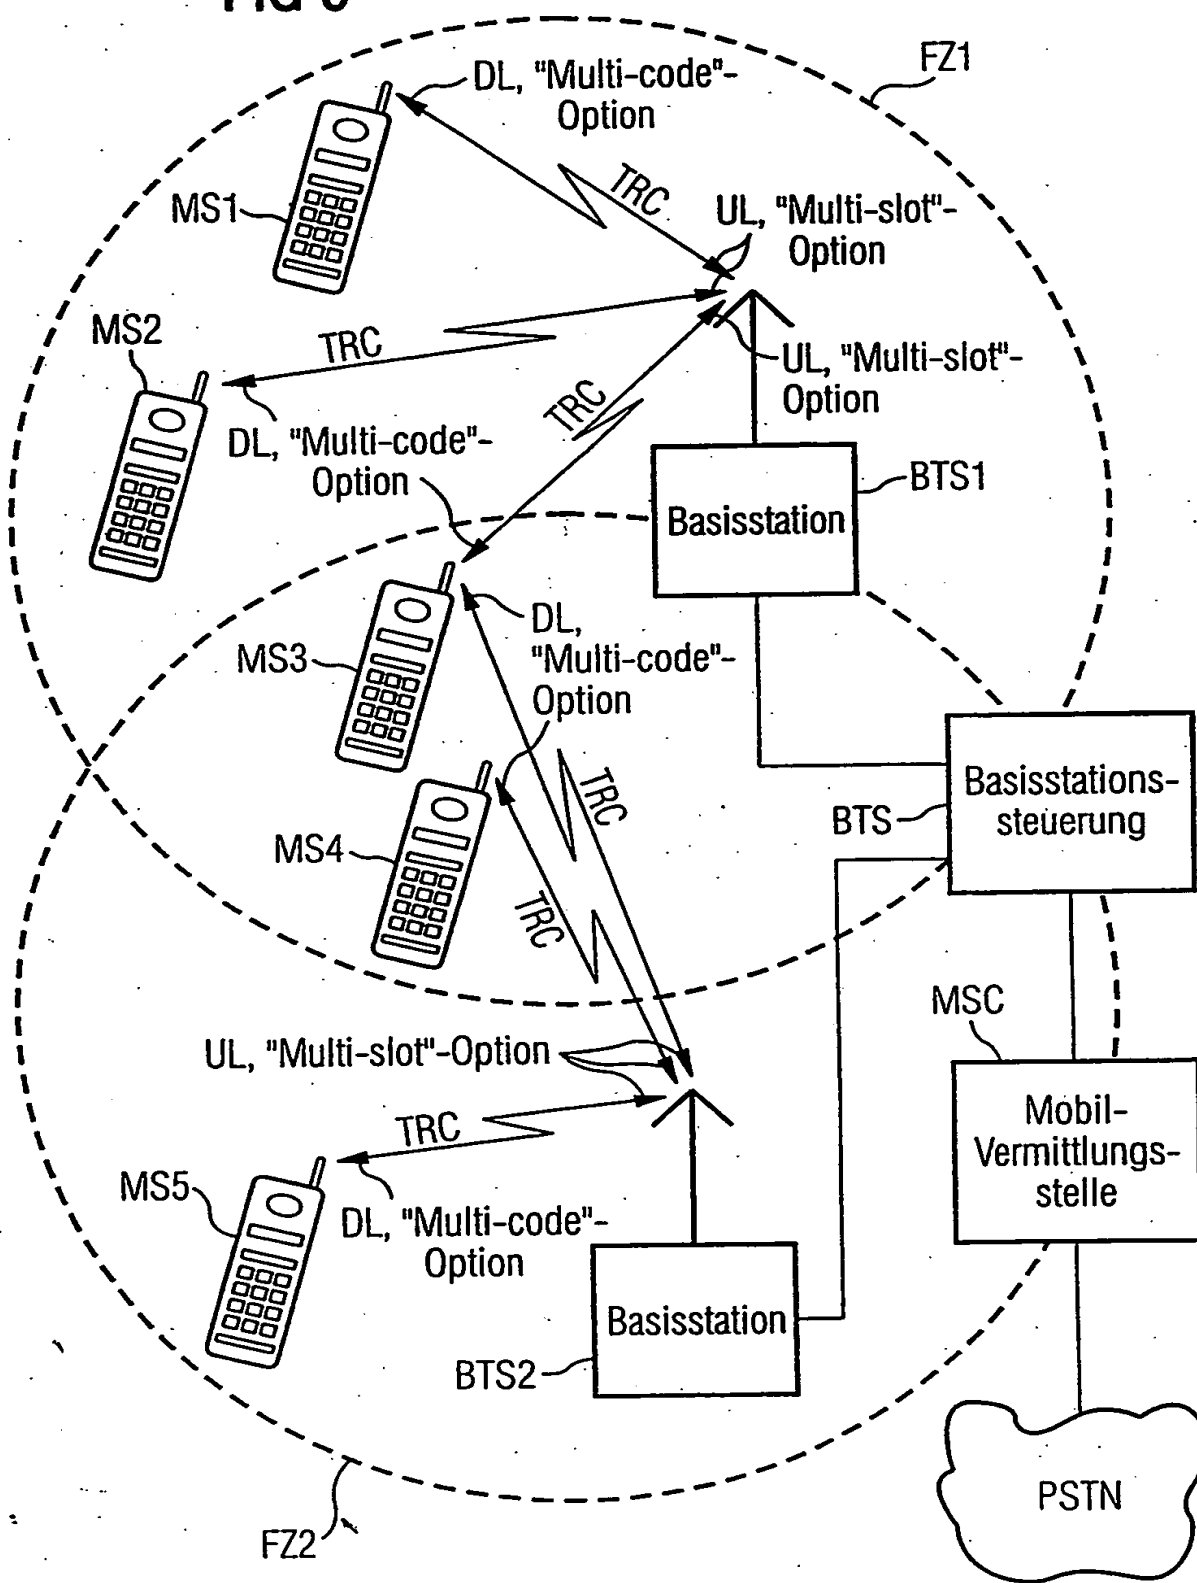 DL, "Multi-code"-
Option
FZ1
MS1
TRC
UL, "Multi-slot"-
Option
MS2
TRC
UL, "Multi-slot"-
Option
TRC
DL, "Multi-code"-
Option
BTS1
Basisstation
MS3
DL,
"Multi-code"-
Option
TRC
BTS
Basisstations-
steuerung
MS4
TRC
MSC
UL, "Multi-slot"-Option
Mobil-
Vermittlungs-
stelle
TRC
MS5
DL, "Multi-code"-
Option
Basisstation
BTS2
PSTN
FZ2